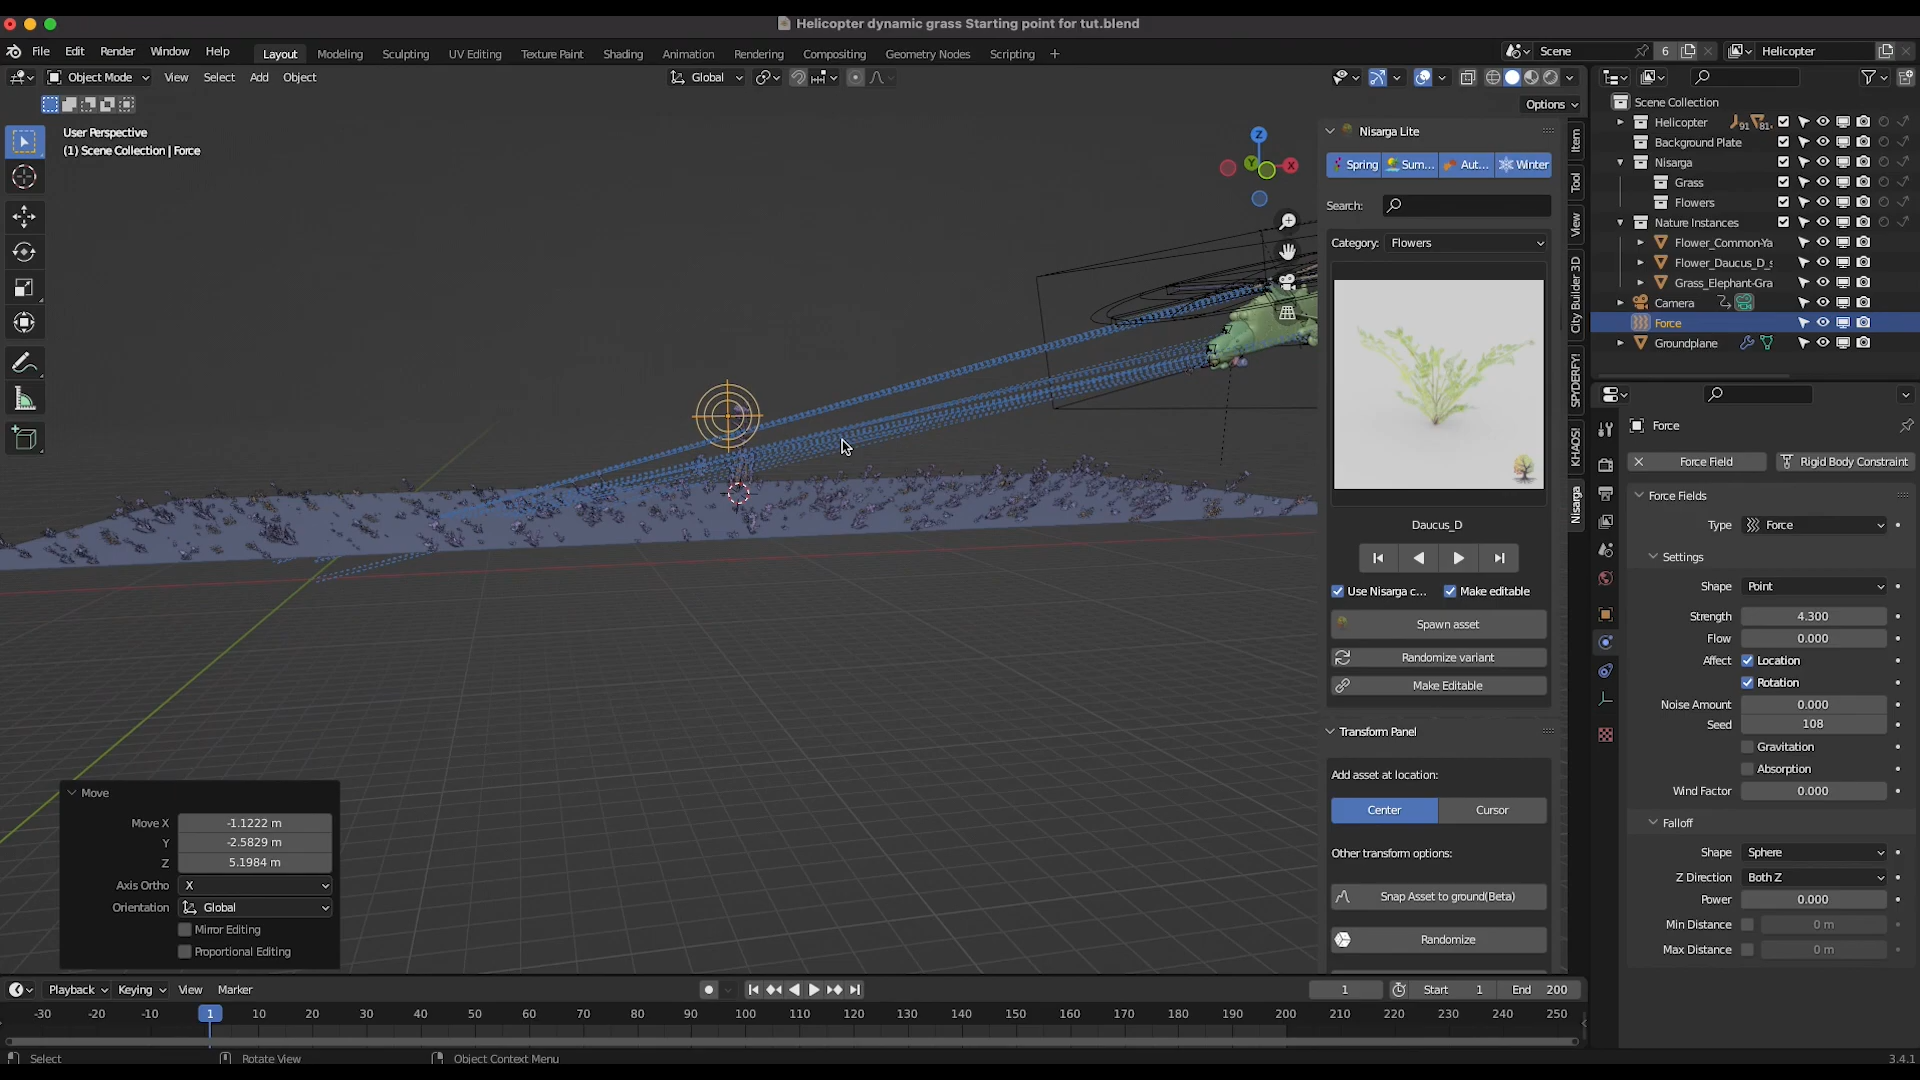 Helicopter dynamic grass Starting point for tut.blend
File Edit Render Window Help Layout Modeling Sculpting UV Editing Texture Paint Shading Animation Rendering Compositing Geometry Nodes Scripting + Scene 6 Helicopter
Object Mode View Select Add Object Global
Options
User Perspective
(1) Scene Collection | Force
Z
Y
X
Nisarga Lite
Spring Sum... Aut... Winter
Search:
Category: Flowers
Daucus_D
Use Nisarga c... Make editable
Spawn asset
Randomize variant
Make Editable
Transform Panel
Add asset at location:
Center Cursor
Other transform options:
Snap Asset to ground(Beta)
Randomize
Item
Tool
View
City Builder 3D
SPYDERFY!
KHAOS!
Nisarga
Scene Collection
Helicopter 91 81
Background Plate
Nisarga
Grass
Flowers
Nature Instances
Flower_Common-Ya
Flower_Daucus_D_s
Grass_Elephant-Gra
Camera
Force
Groundplane
Force
Force Field Rigid Body Constraint
Force Fields
Type Force
Settings
Shape Point
Strength 4.300
Flow 0.000
Affect Location
Rotation
Noise Amount 0.000
Seed 108
Gravitation
Absorption
Wind Factor 0.000
Falloff
Shape Sphere
Z Direction Both Z
Power 0.000
Min Distance 0 m
Max Distance 0 m
Move
Move X -1.1222 m
Y -2.5829 m
Z 5.1984 m
Axis Ortho X
Orientation Global
Mirror Editing
Proportional Editing
Playback Keying View Marker 1 Start 1 End 200
-30 -20 -10 1 10 20 30 40 50 60 70 80 90 100 110 120 130 140 150 160 170 180 190 200 210 220 230 240 250
Select Rotate View Object Context Menu 3.4.1